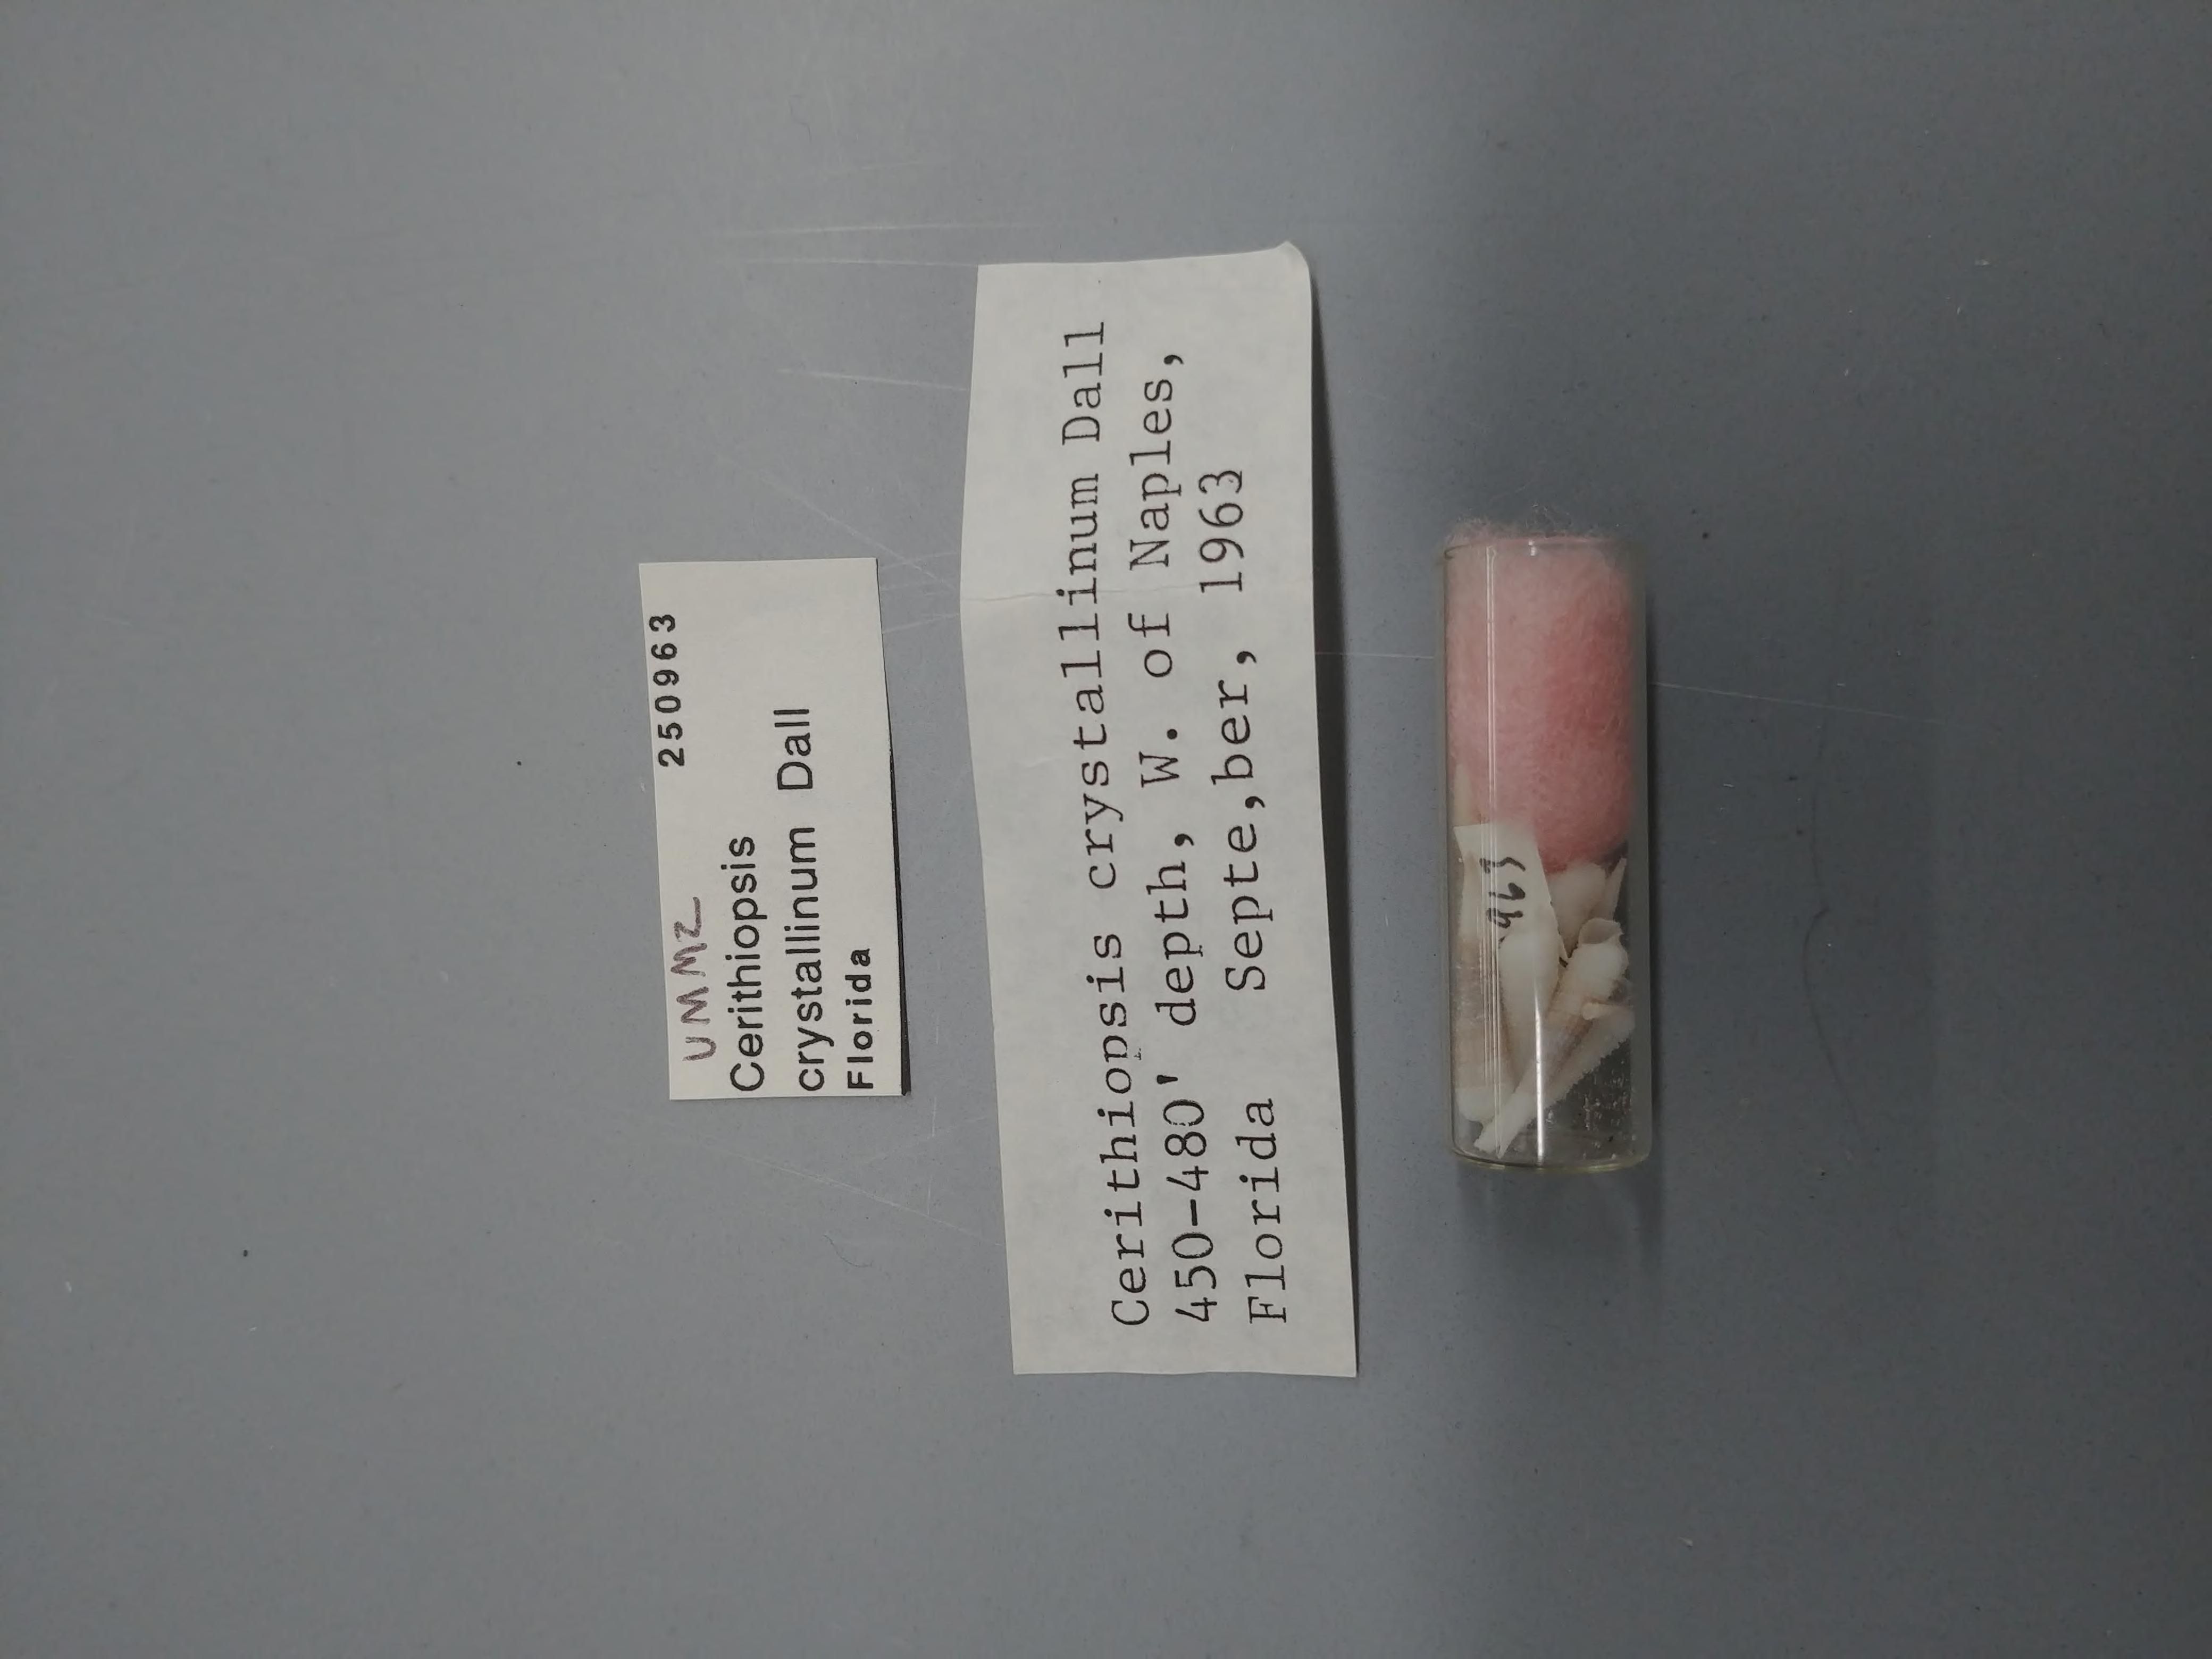 UMMZ 250963
Cerithiopsis
crystallinum Dall
Florida
Cerithiopsis crystallinum Dall
450-480' depth, W. of Naples,
Florida Septe,ber, 1963
963